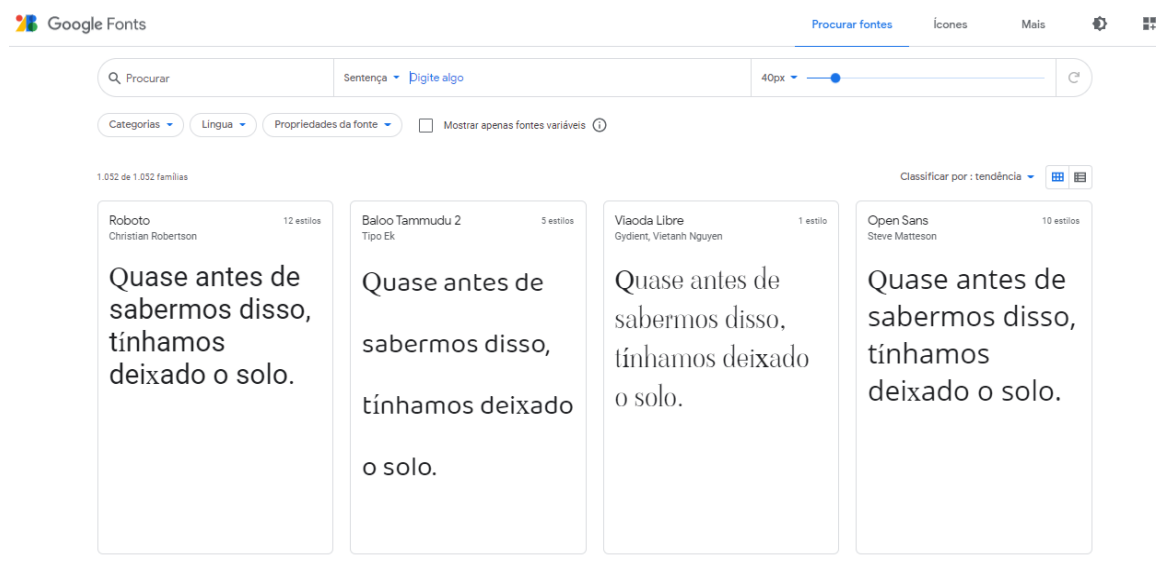 Google Fonts
Procurar fontes
Ícones
Mais
Procurar
Sentença
Digite algo
40px
Categorias
Lingua
Propriedades da fonte
Mostrar apenas fontes variáveis
1.052 de 1.052 famílias
Classificar por : tendência
Roboto
12 estilos
Christian Robertson
Quase antes de
sabermos disso,
tínhamos
deixado o solo.
Baloo Tammudu 2
5 estilos
Tipo Ek
Quase antes de
sabermos disso,
tínhamos deixado
o solo.
Viaoda Libre
1 estilo
Gydient, Vietanh Nguyen
Quase antes de
sabermos disso,
tínhamos deixado
o solo.
Open Sans
10 estilos
Steve Matteson
Quase antes de
sabermos disso,
tínhamos
deixado o solo.